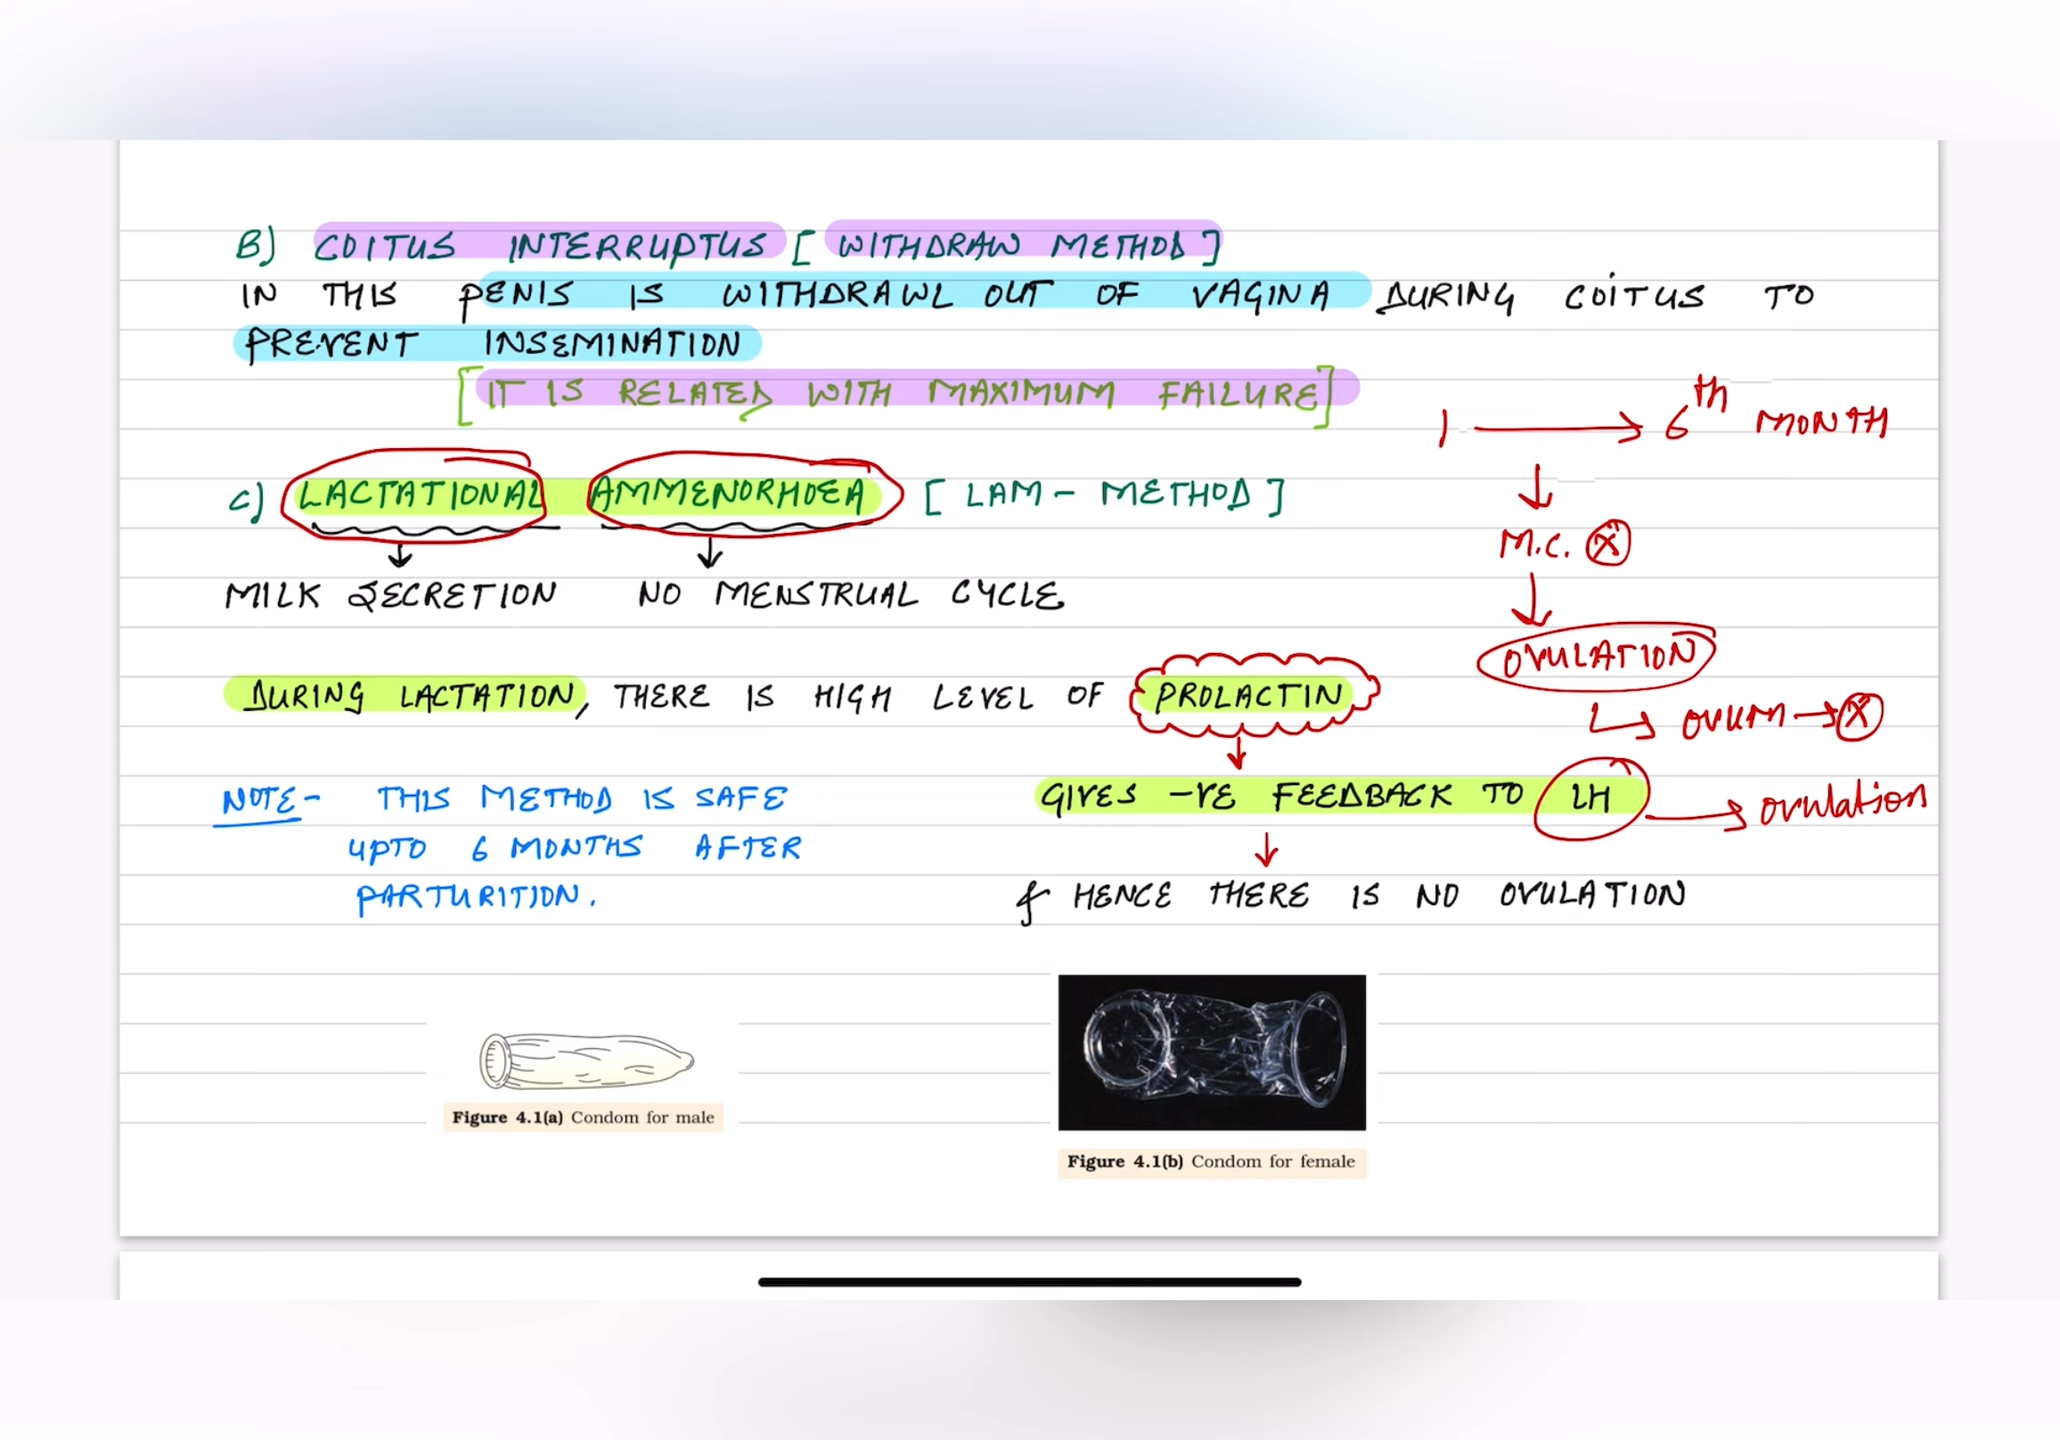 B) COITUS INTERRUPTUS [ WITHDRAW METHOD ]
IN THIS PENIS IS WITHDRAWL OUT OF VAGINA DURING COITUS TO
PREVENT INSEMINATION
[IT IS RELATED WITH MAXIMUM FAILURE]
1 → 6th MONTH
↓
M.C. ⓧ
↓
OVULATION
↳ OVUM → ⓧ
C) LACTATIONAL AMMENORHOEA [ LAM - METHOD ]
↓ ↓
MILK SECRETION NO MENSTRUAL CYCLE
DURING LACTATION, THERE IS HIGH LEVEL OF PROLACTIN
↓
GIVES -VE FEEDBACK TO LH → ovulation
↓
& HENCE THERE IS NO OVULATION
NOTE- THIS METHOD IS SAFE
UPTO 6 MONTHS AFTER
PARTURITION.
Figure 4.1(a) Condom for male
Figure 4.1(b) Condom for female